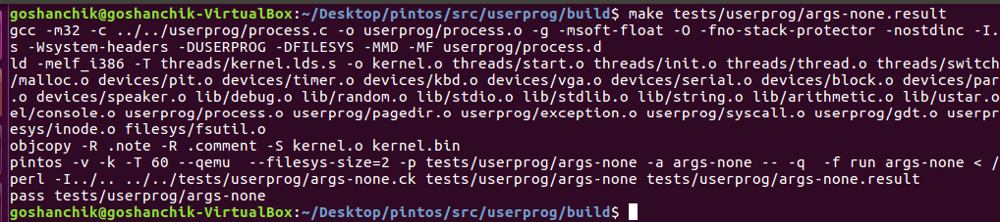 goshanchik@goshanchik-VirtualBox:~/Desktop/pintos/src/userprog/build$ make tests/userprog/args-none.result
gcc -m32 -c ../../userprog/process.c -o userprog/process.o -g -msoft-float -O -fno-stack-protector -nostdinc -I.
s -Wsystem-headers -DUSERPROG -DFILESYS -MMD -MF userprog/process.d
ld -melf_i386 -T threads/kernel.lds.s -o kernel.o threads/start.o threads/init.o threads/thread.o threads/switch
/malloc.o devices/pit.o devices/timer.o devices/kbd.o devices/vga.o devices/serial.o devices/block.o devices/par
.o devices/speaker.o lib/debug.o lib/random.o lib/stdio.o lib/stdlib.o lib/string.o lib/arithmetic.o lib/ustar.o
el/console.o userprog/process.o userprog/pagedir.o userprog/exception.o userprog/syscall.o userprog/gdt.o userpr
esys/inode.o filesys/fsutil.o
objcopy -R .note -R .comment -S kernel.o kernel.bin
pintos -v -k -T 60 --qemu  --filesys-size=2 -p tests/userprog/args-none -a args-none -- -q  -f run args-none < /
perl -I../.. ../../tests/userprog/args-none.ck tests/userprog/args-none tests/userprog/args-none.result
pass tests/userprog/args-none
goshanchik@goshanchik-VirtualBox:~/Desktop/pintos/src/userprog/build$